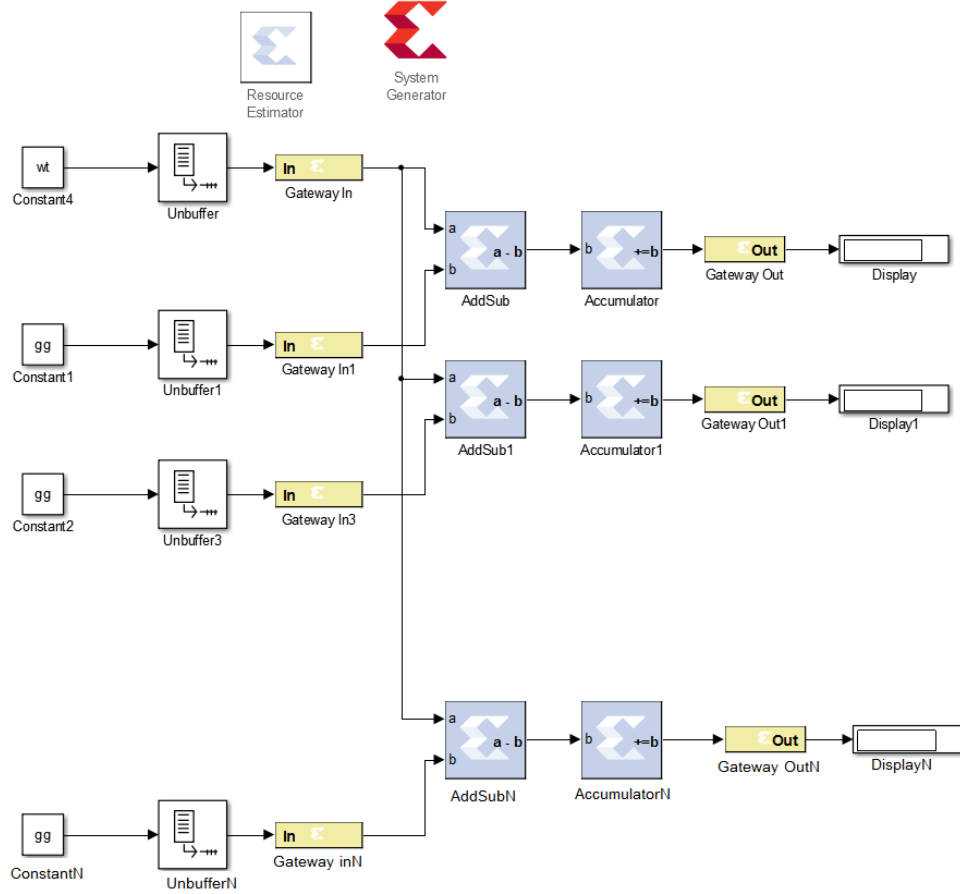 Resource
Estimator
System
Generator
wt
Constant4
Unbuffer
In
Gateway In
a
b
a - b
AddSub
b
+=b
Accumulator
Out
Gateway Out
Display
gg
Constant1
Unbuffer1
In
Gateway In1
a
b
a - b
AddSub1
b
+=b
Accumulator1
Out
Gateway Out1
Display1
gg
Constant2
Unbuffer3
In
Gateway In3
a
b
a - b
AddSubN
b
+=b
AccumulatorN
Out
Gateway OutN
DisplayN
gg
ConstantN
UnbufferN
In
Gateway inN